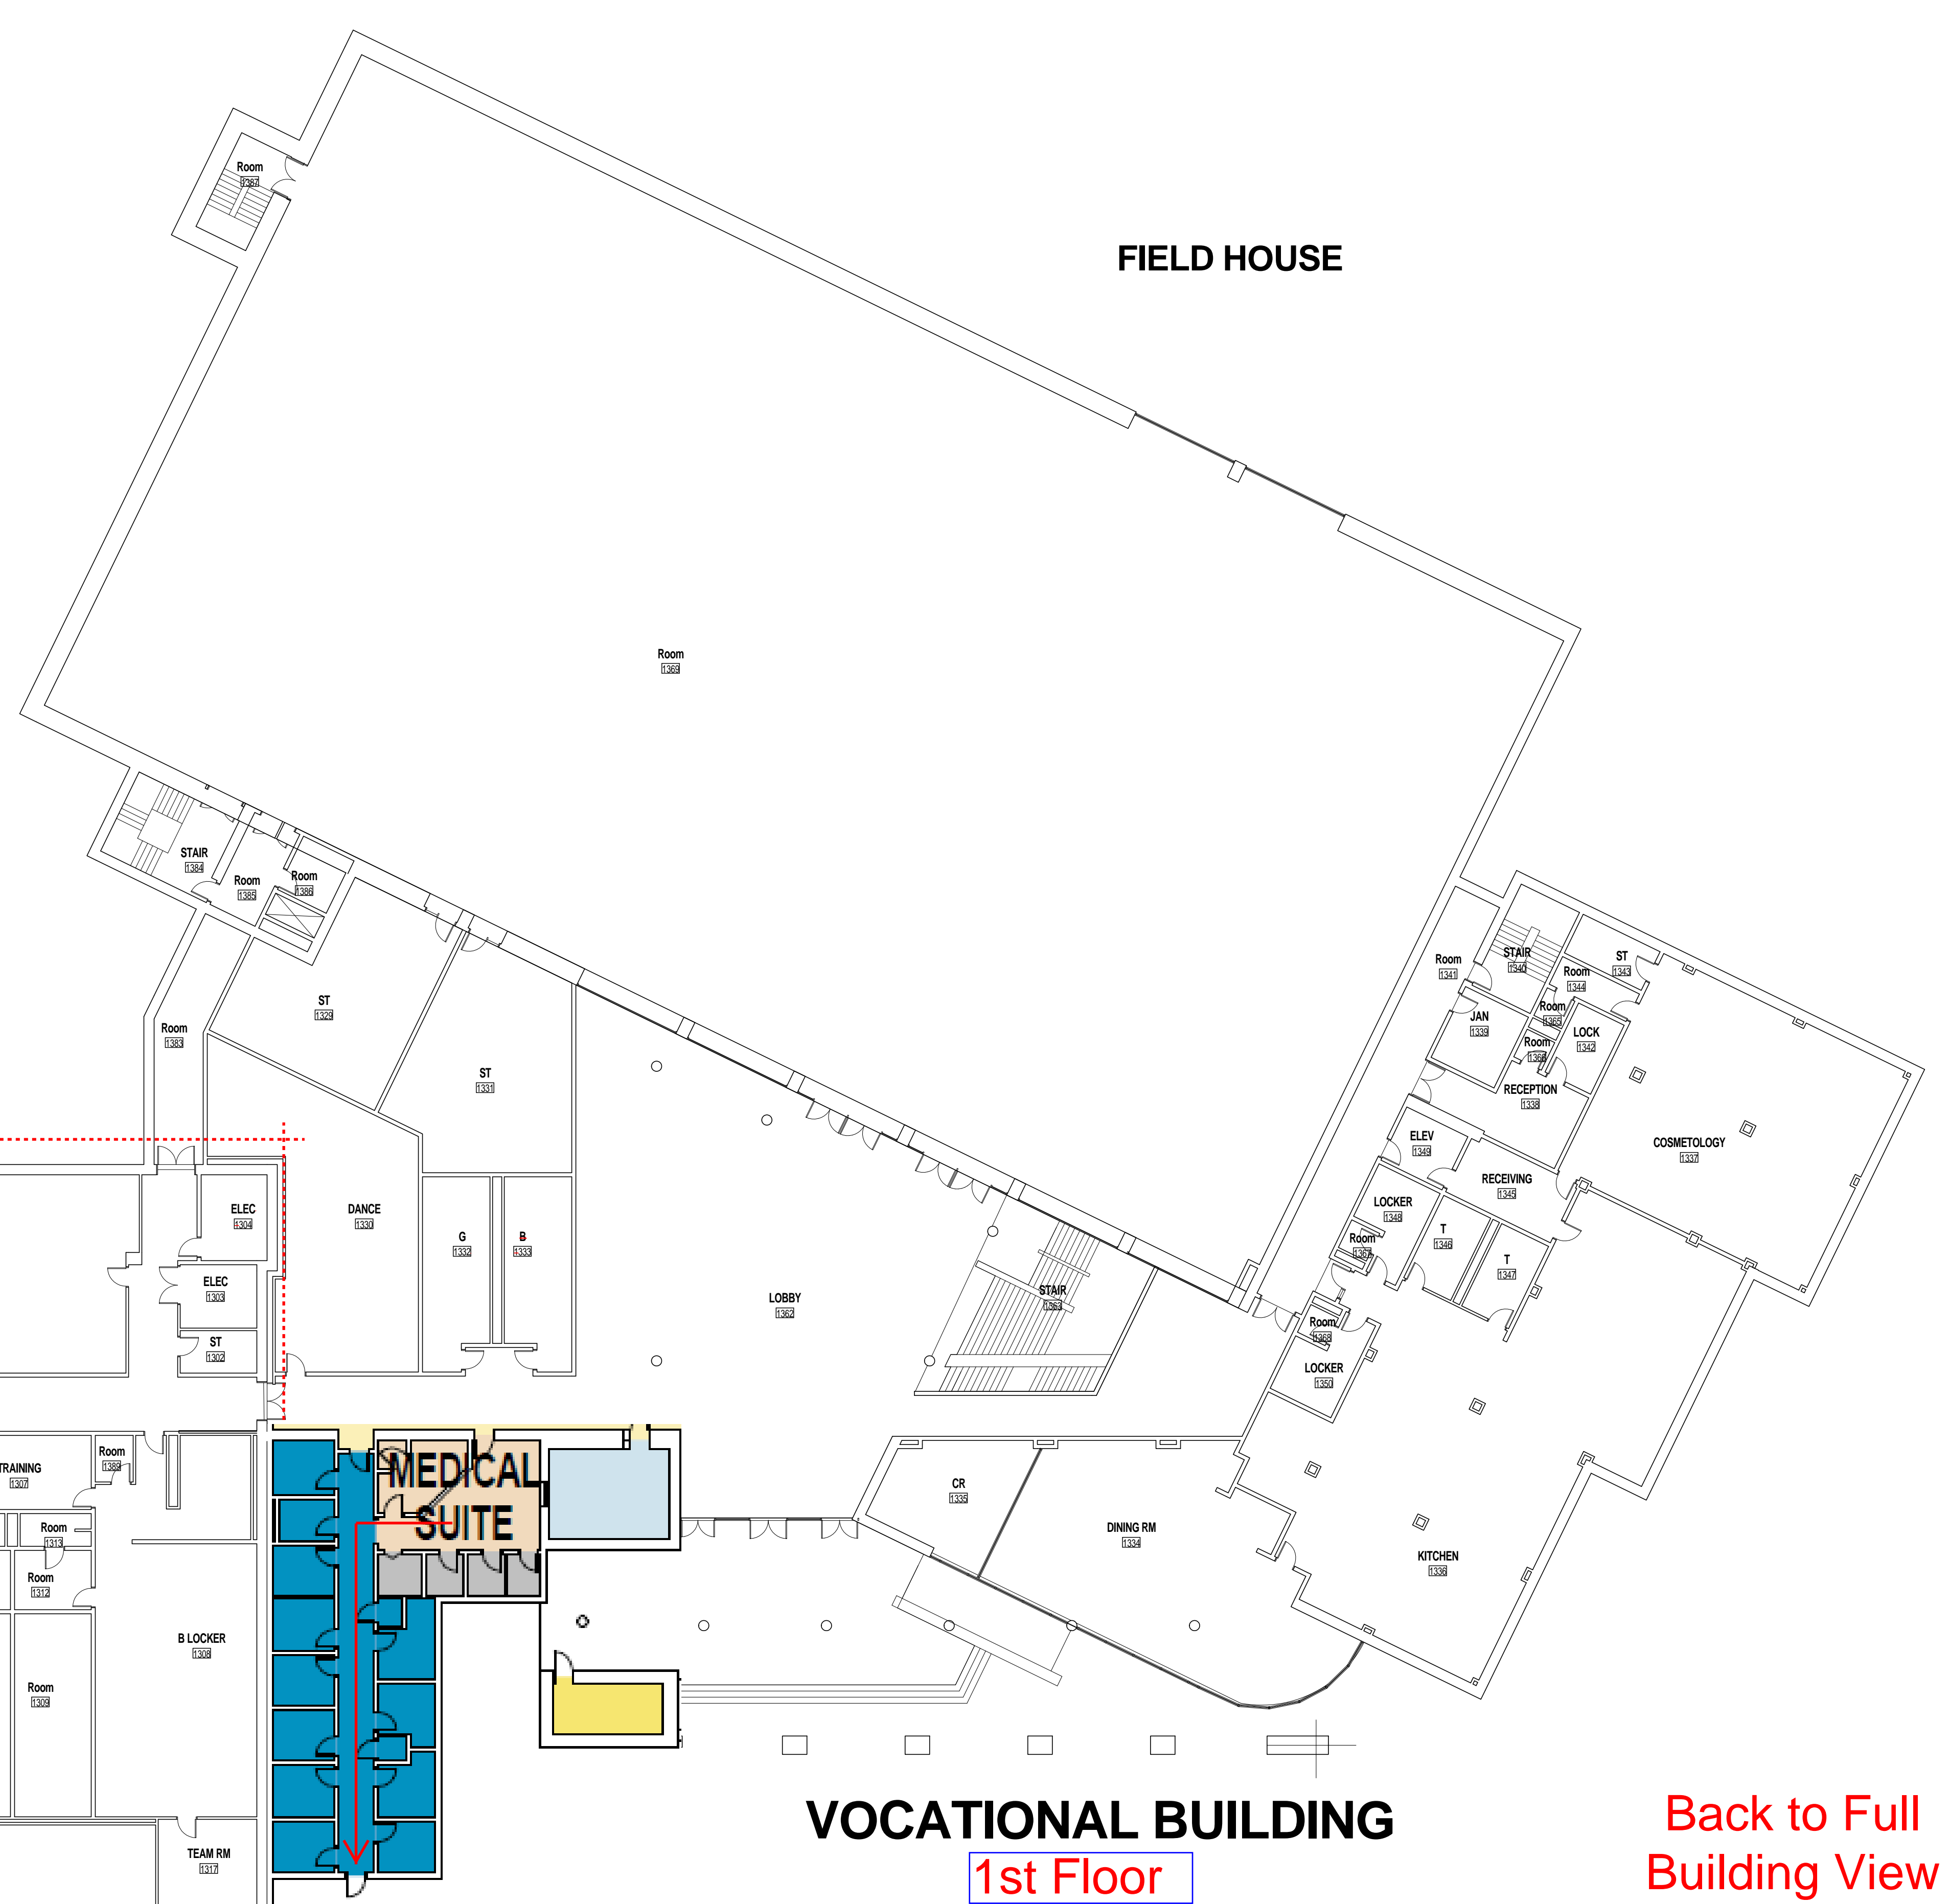 Room
1387
FIELD HOUSE
Room
1369
STAIR
1384
Room
1385
Room
1386
Room
1341
STAIR
1340
ST
1343
Room
1344
Room
1365
JAN
1339
LOCK
1342
Room
1366
RECEPTION
1338
ST
1329
Room
1383
ST
1331
ELEV
1349
COSMETOLOGY
1337
RECEIVING
1345
LOCKER
1348
T
1346
Room
1367
T
1347
ELEC
1304
DANCE
1330
G
1332
B
1333
ELEC
1303
ST
1302
LOBBY
1362
STAIR
1363
Room
1368
LOCKER
1350
TRAINING
1307
Room
1389
MEDICAL
SUITE
CR
1335
DINING RM
1334
KITCHEN
1336
Room
1313
Room
1312
B LOCKER
1308
Room
1309
TEAM RM
1317
VOCATIONAL BUILDING
1st Floor
Back to Full
Building View